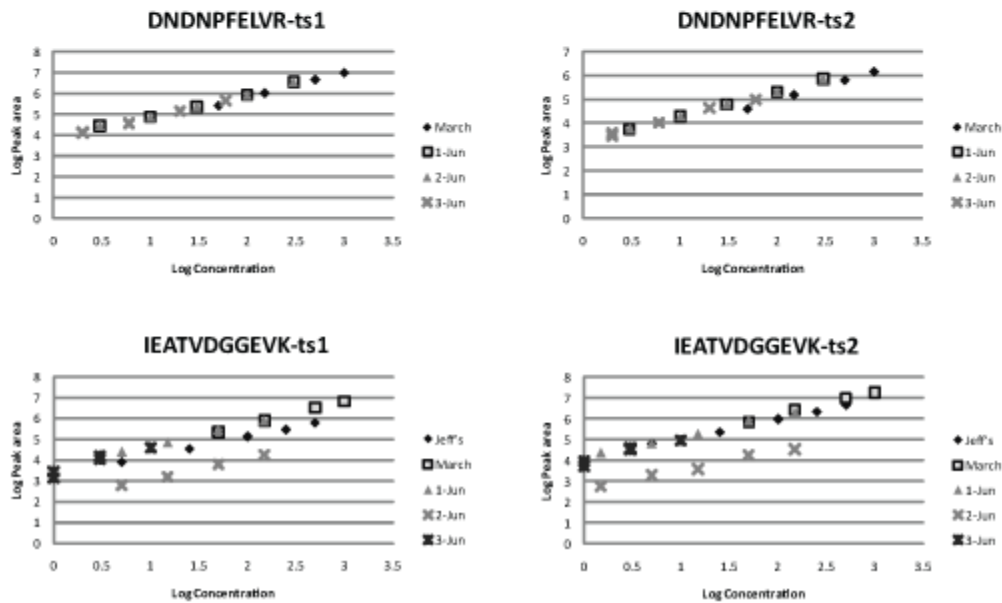 DNDNPFELVR-ts1
8
7
6
5
4
3
2
1
0
Log Peak area
0 0.5 1 1.5 2 2.5 3 3.5
Log Concentration
March
1-Jun
2-Jun
3-Jun
DNDNPFELVR-ts2
7
6
5
4
3
2
1
0
Log Peak area
0 0.5 1 1.5 2 2.5 3 3.5
Log Concentration
March
1-Jun
2-Jun
3-Jun
IEATVDGGEVK-ts1
8
7
6
5
4
3
2
1
0
Log Peak area
0 0.5 1 1.5 2 2.5 3 3.5
Log Concentration
Jeff's
March
1-Jun
2-Jun
3-Jun
IEATVDGGEVK-ts2
8
7
6
5
4
3
2
1
0
Log Peak area
0 0.5 1 1.5 2 2.5 3 3.5
Log Concentration
Jeff's
March
1-Jun
2-Jun
3-Jun